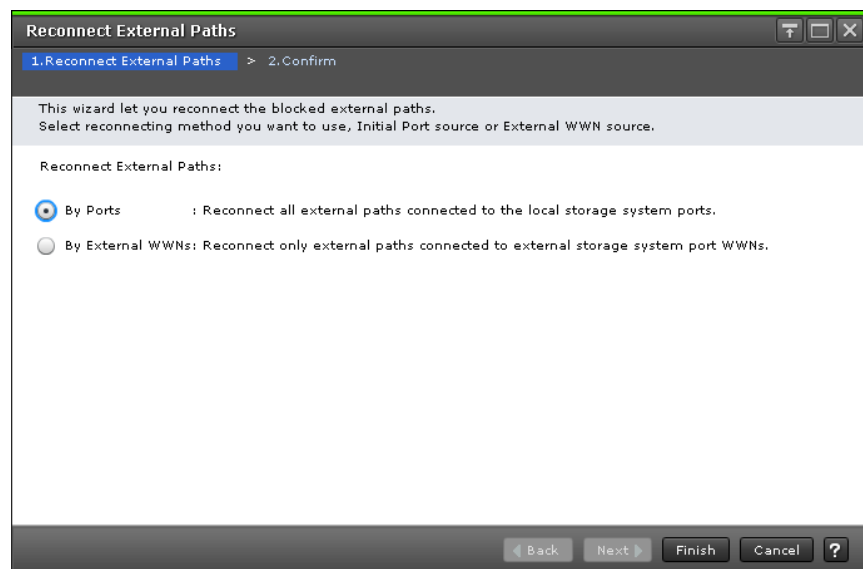 Reconnect External Paths
1.Reconnect External Paths > 2.Confirm
This wizard let you reconnect the blocked external paths.
Select reconnecting method you want to use, Initial Port source or External WWN source.
Reconnect External Paths:
By Ports : Reconnect all external paths connected to the local storage system ports.
By External WWNs: Reconnect only external paths connected to external storage system port WWNs.
Back Next Finish Cancel ?